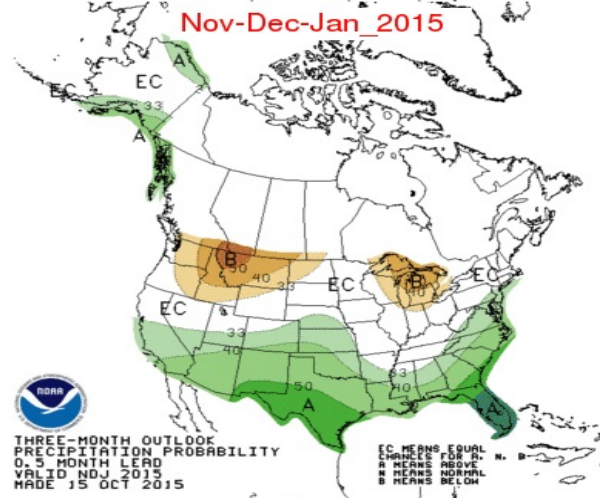 Nov-Dec-Jan_2015
A
EC
EC
33
A
B
50
40
33
EC
B
40
EC
EC
33
40
50
A
33
40
A
NOAA
THREE-MONTH OUTLOOK
PRECIPITATION PROBABILITY
0.5 MONTH LEAD
VALID NDJ 2015
MADE 15 OCT 2015
EC MEANS EQUAL
CHANCES FOR A, N, B
A MEANS ABOVE
N MEANS NORMAL
B MEANS BELOW